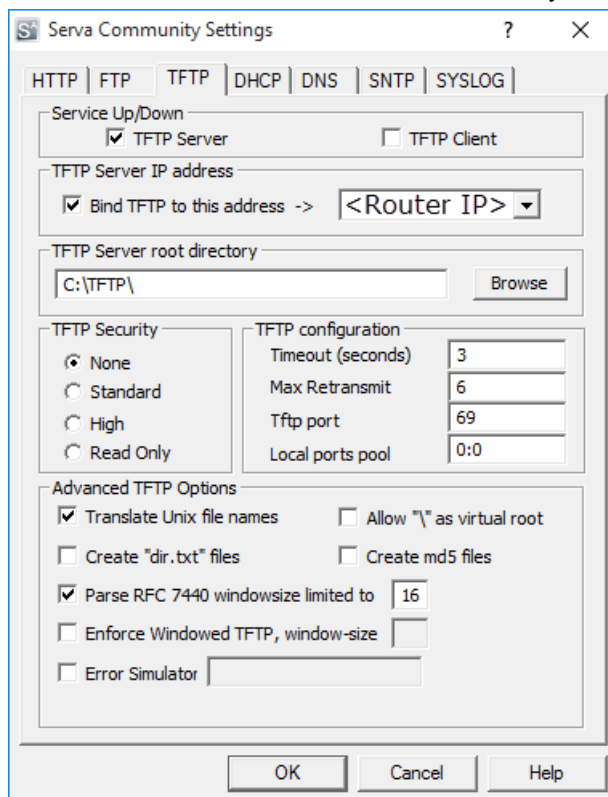 Serva Community Settings ?
HTTP FTP TFTP DHCP DNS SNTP SYSLOG
Service Up/Down
TFTP Server TFTP Client
TFTP Server IP address
Bind TFTP to this address -> <Router IP>
TFTP Server root directory
C:\TFTP\ Browse
TFTP Security
None
Standard
High
Read Only
TFTP configuration
Timeout (seconds) 3
Max Retransmit 6
Tftp port 69
Local ports pool 0:0
Advanced TFTP Options
Translate Unix file names Allow "\" as virtual root
Create "dir.txt" files Create md5 files
Parse RFC 7440 windowsize limited to 16
Enforce Windowed TFTP, window-size
Error Simulator
OK Cancel Help